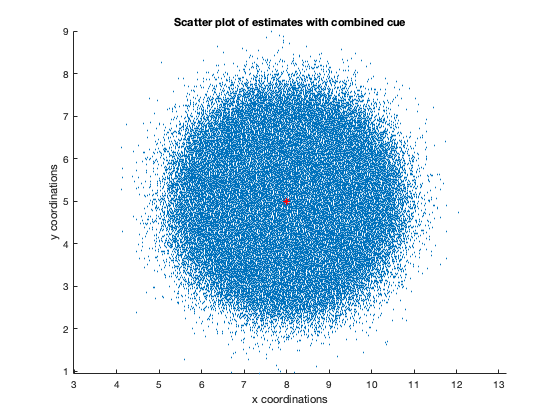 Scatter plot of estimates with combined cue
9
8
7
6
5
4
3
2
1
y coordinations
3 4 5 6 7 8 9 10 11 12 13
x coordinations